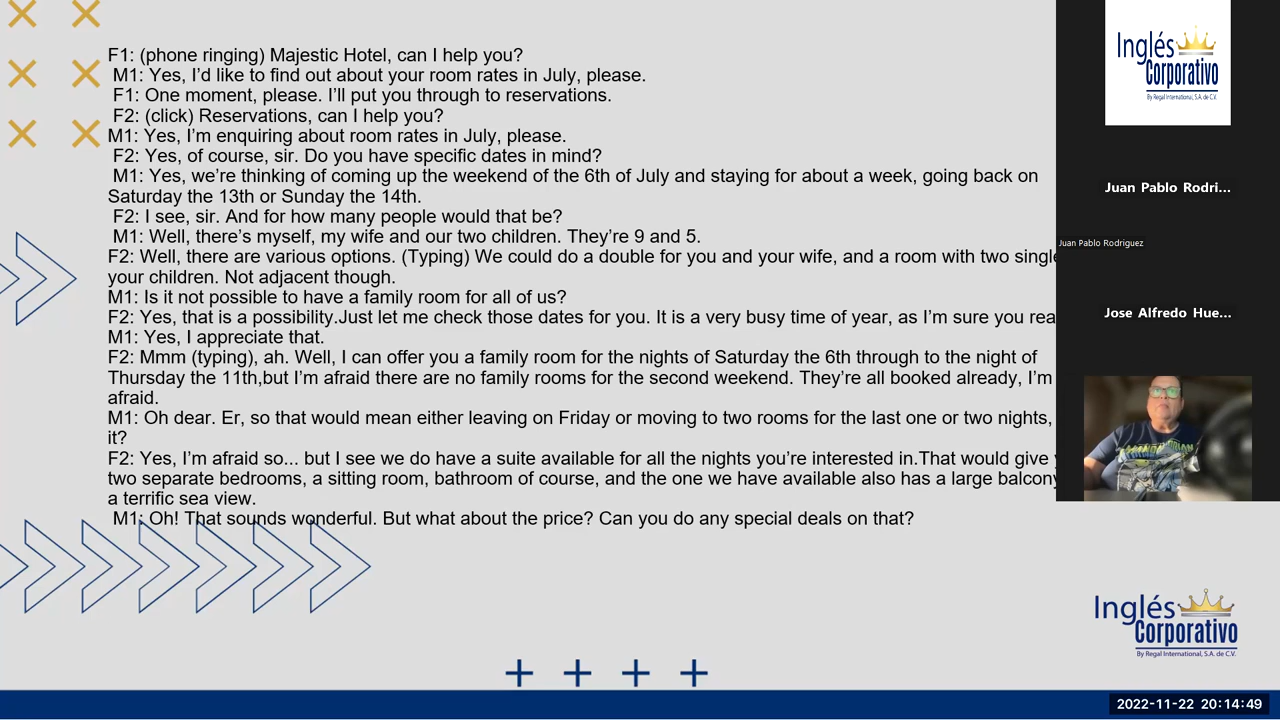 F1: (phone ringing) Majestic Hotel, can I help you?
M1: Yes, I'd like to find out about your room rates in July, please.
F1: One moment, please. I'll put you through to reservations.
F2: (click) Reservations, can I help you?
M1: Yes, I'm enquiring about room rates in July, please.
F2: Yes, of course, sir. Do you have specific dates in mind?
M1: Yes, we're thinking of coming up the weekend of the 6th of July and staying for about a week, going back on
Saturday the 13th or Sunday the 14th.
F2: I see, sir. And for how many people would that be?
M1: Well, there's myself, my wife and our two children. They're 9 and 5.
F2: Well, there are various options. (Typing) We could do a double for you and your wife, and a room with two single
your children. Not adjacent though.
M1: Is it not possible to have a family room for all of us?
F2: Yes, that is a possibility.Just let me check those dates for you. It is a very busy time of year, as I'm sure you rea
M1: Yes, I appreciate that.
F2: Mmm (typing), ah. Well, I can offer you a family room for the nights of Saturday the 6th through to the night of
Thursday the 11th,but I'm afraid there are no family rooms for the second weekend. They're all booked already, I'm
afraid.
M1: Oh dear. Er, so that would mean either leaving on Friday or moving to two rooms for the last one or two nights,
it?
F2: Yes, I'm afraid so... but I see we do have a suite available for all the nights you're interested in.That would give
two separate bedrooms, a sitting room, bathroom of course, and the one we have available also has a large balcony
a terrific sea view.
M1: Oh! That sounds wonderful. But what about the price? Can you do any special deals on that?
Inglés
Corporativo
By Regal International, S.A. de C.V.
Juan Pablo Rodri...
Juan Pablo Rodriguez
Jose Alfredo Hue...
Inglés
Corporativo
By Regal International, S.A. de C.V.
2022-11-22 20:14:49